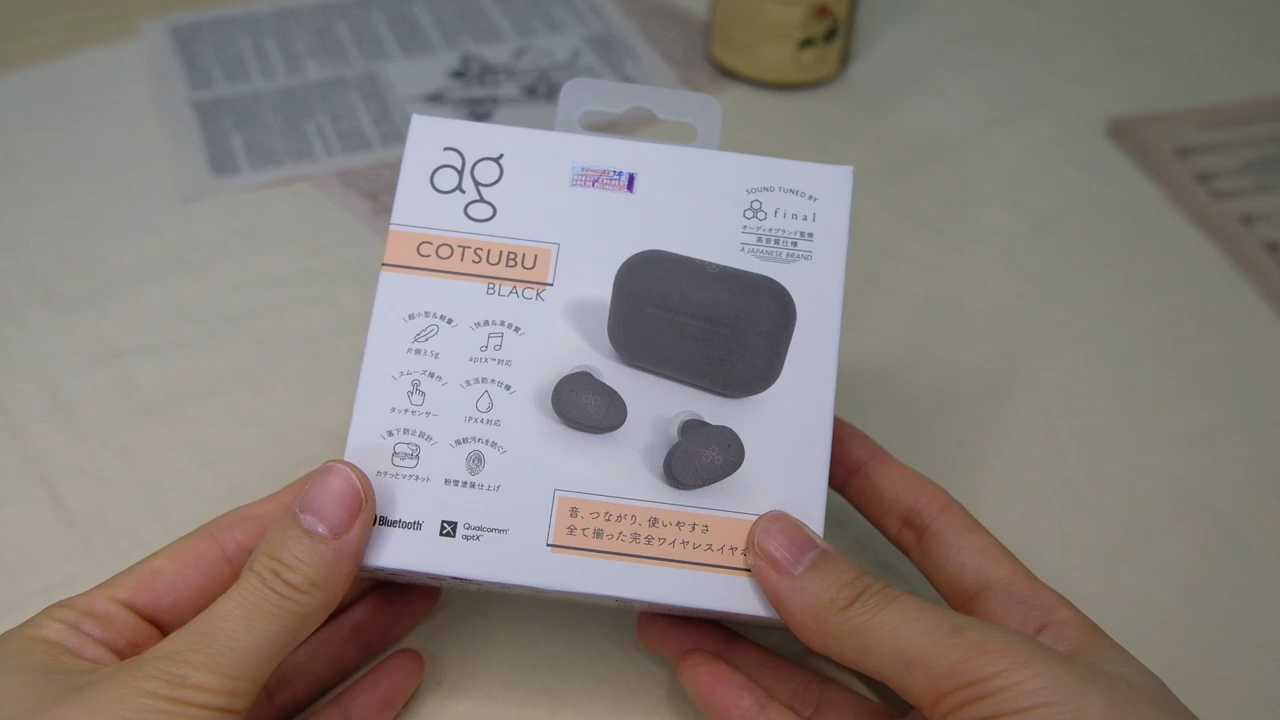 ag
COTSUBU
BLACK
SOUND TUNED BY
final
オーディオブランド監修
高音質仕様
A JAPANESE BRAND
超小型&軽量
片側3.5g
快適&高音質
aptX™対応
スムーズ操作
タッチセンサー
生活防水仕様
IPX4対応
落下防止設計
カチっとマグネット
指紋汚れを防ぐ
粉雪塗装仕上げ
Bluetooth®
Qualcomm®
aptX™
音、つながり、使いやすさ
全て揃った完全ワイヤレスイヤホ